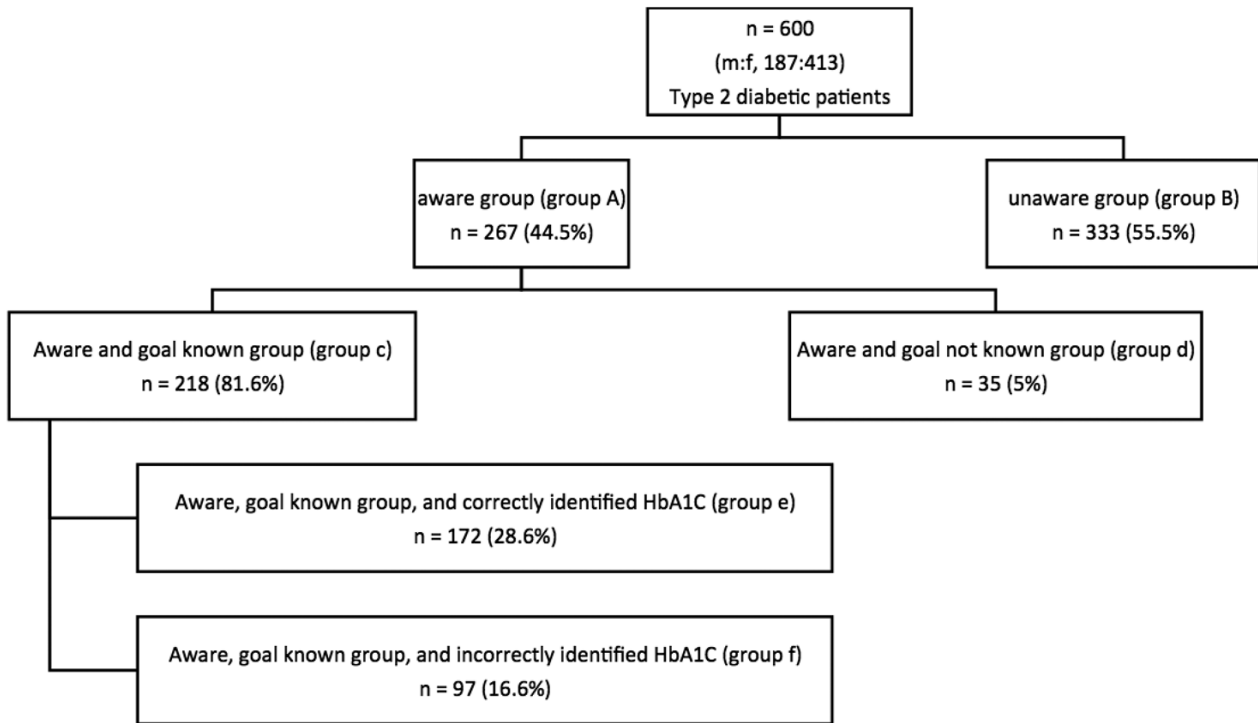 n = 600
(m:f, 187:413)
Type 2 diabetic patients
aware group (group A)
n = 267 (44.5%)
unaware group (group B)
n = 333 (55.5%)
Aware and goal known group (group c)
n = 218 (81.6%)
Aware and goal not known group (group d)
n = 35 (5%)
Aware, goal known group, and correctly identified HbA1C (group e)
n = 172 (28.6%)
Aware, goal known group, and incorrectly identified HbA1C (group f)
n = 97 (16.6%)